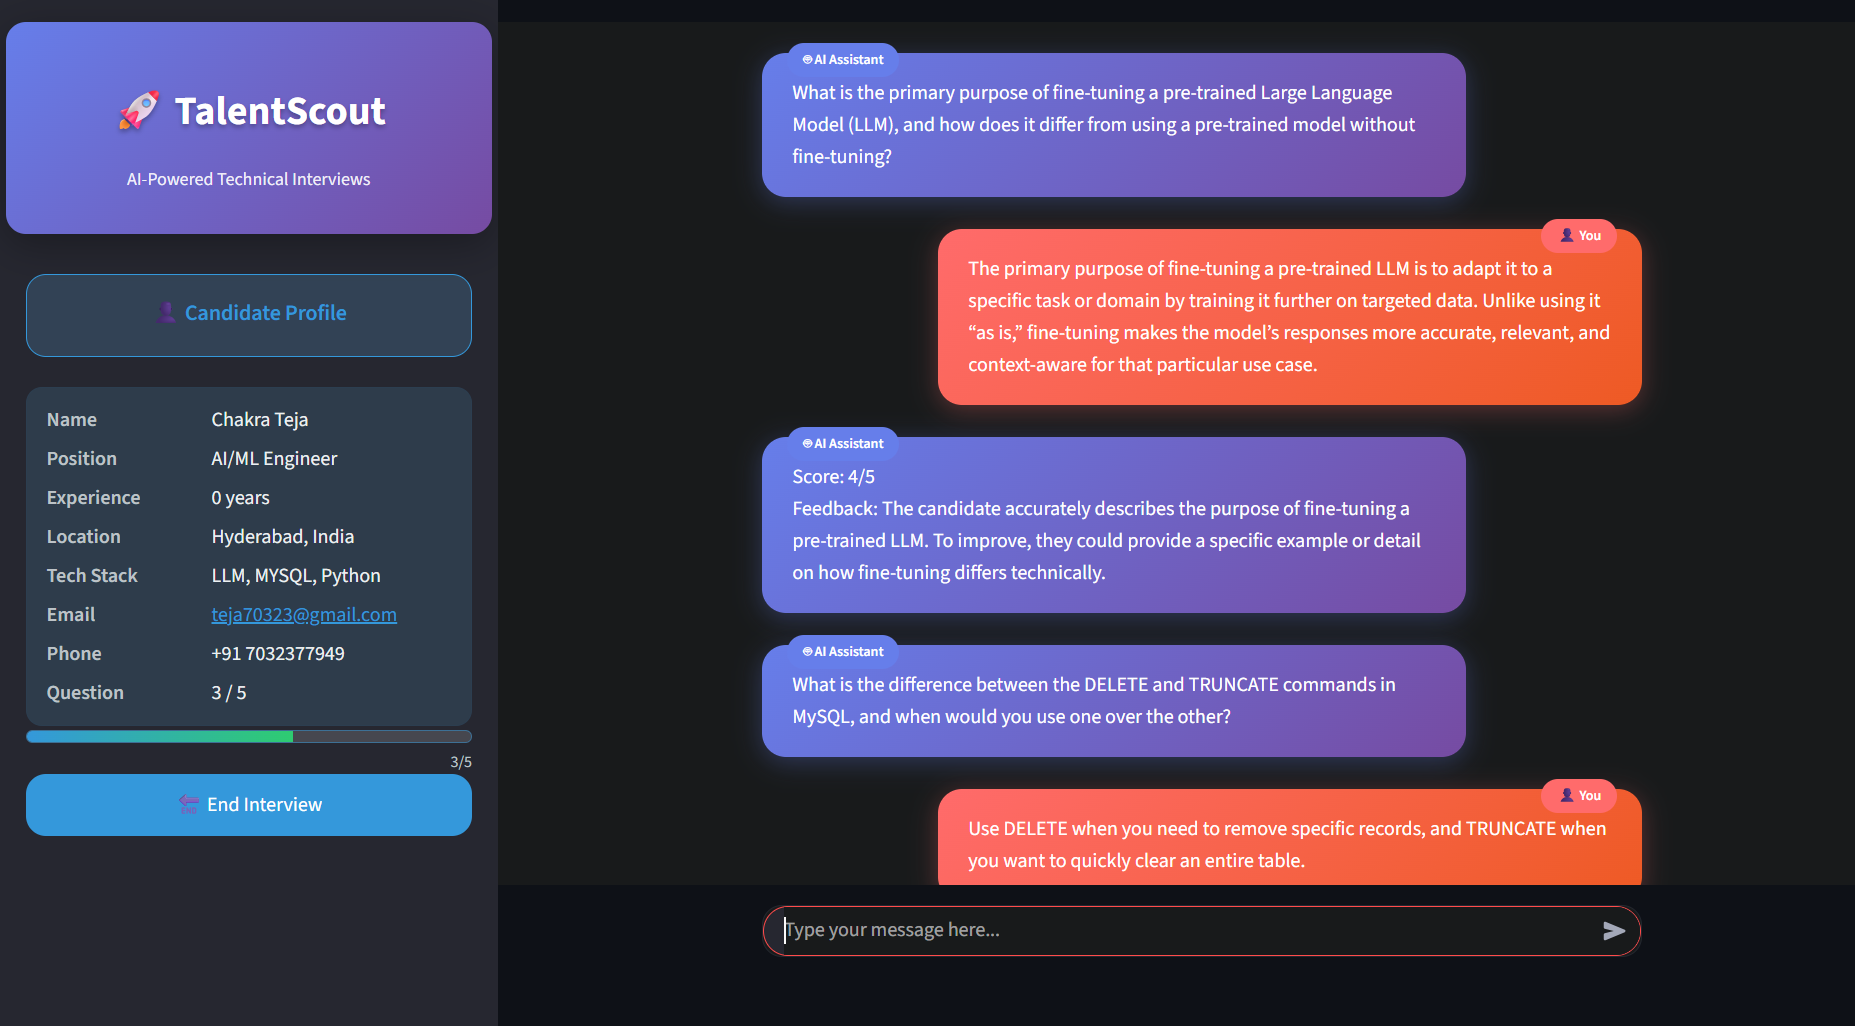 TalentScout
AI-Powered Technical Interviews
Candidate Profile
Name Chakra Teja
Position AI/ML Engineer
Experience 0 years
Location Hyderabad, India
Tech Stack LLM, MYSQL, Python
Email teja70323@gmail.com
Phone +91 7032377949
Question 3 / 5
3/5
End Interview
AI Assistant
What is the primary purpose of fine-tuning a pre-trained Large Language
Model (LLM), and how does it differ from using a pre-trained model without
fine-tuning?
You
The primary purpose of fine-tuning a pre-trained LLM is to adapt it to a
specific task or domain by training it further on targeted data. Unlike using it
“as is,” fine-tuning makes the model’s responses more accurate, relevant, and
context-aware for that particular use case.
AI Assistant
Score: 4/5
Feedback: The candidate accurately describes the purpose of fine-tuning a
pre-trained LLM. To improve, they could provide a specific example or detail
on how fine-tuning differs technically.
AI Assistant
What is the difference between the DELETE and TRUNCATE commands in
MySQL, and when would you use one over the other?
You
Use DELETE when you need to remove specific records, and TRUNCATE when
you want to quickly clear an entire table.
Type your message here...